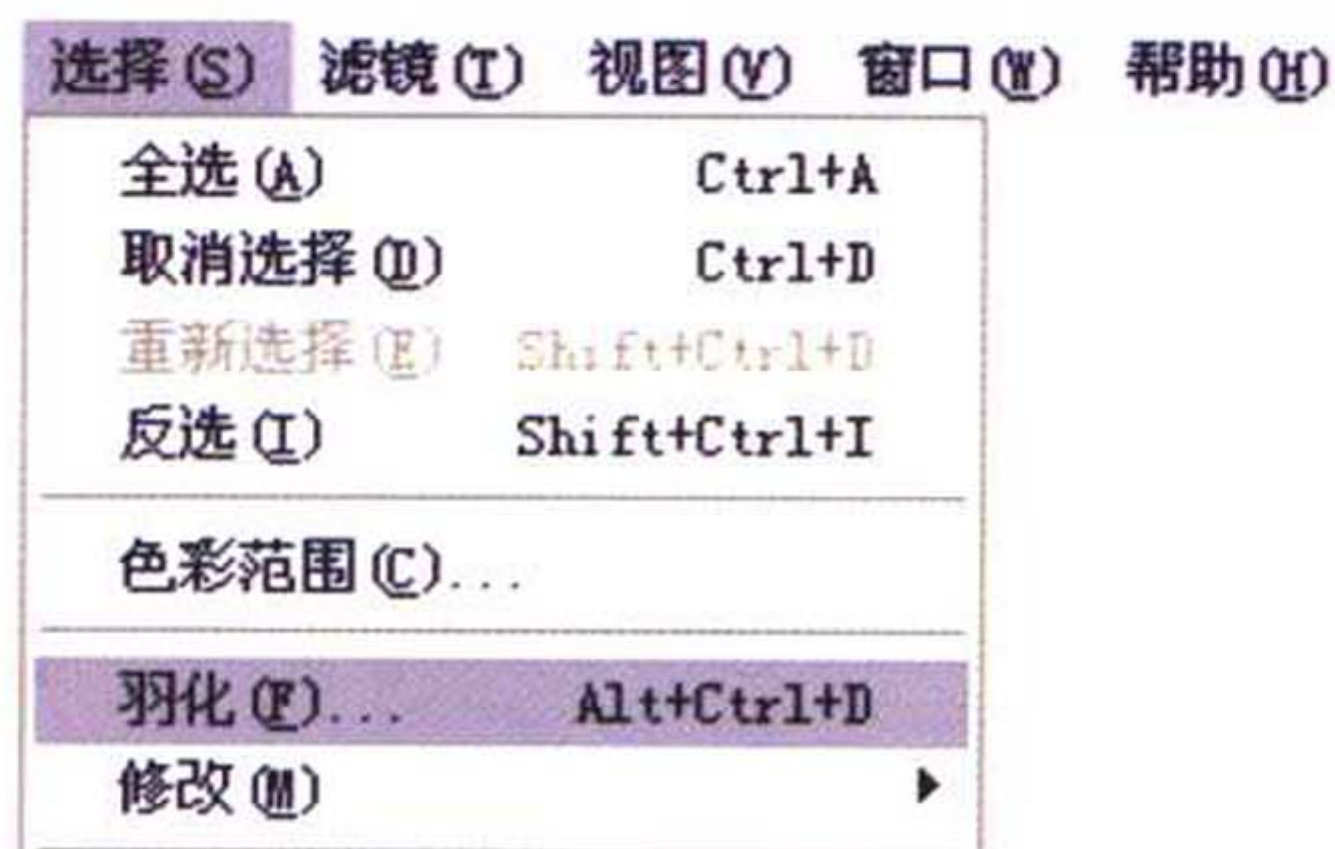 选择(S) 滤镜(T) 视图(V) 窗口(W) 帮助(H)
全选(A) Ctrl+A
取消选择(D) Ctrl+D
重新选择(E) Shift+Ctrl+D
反选(I) Shift+Ctrl+I
色彩范围(C)...
羽化(F)... Alt+Ctrl+D
修改(M)